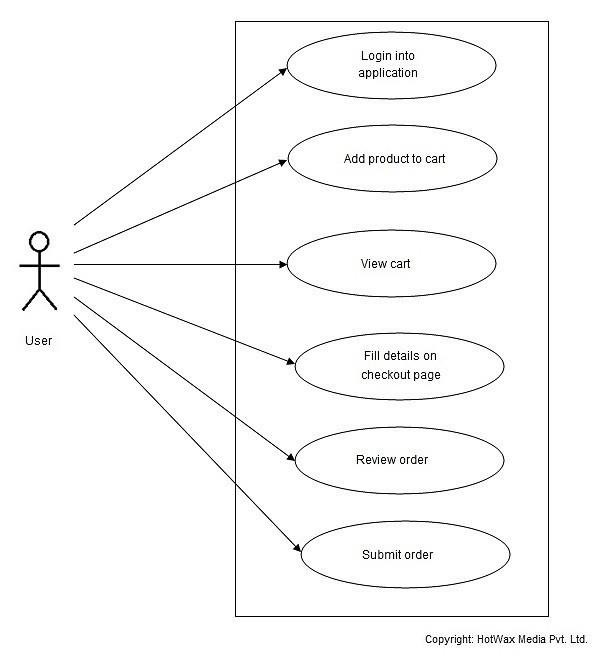 Login into
application
Add product to cart
View cart
User
Fill details on
checkout page
Review order
Submit order
Copyright: HotWax Media Pvt. Ltd.